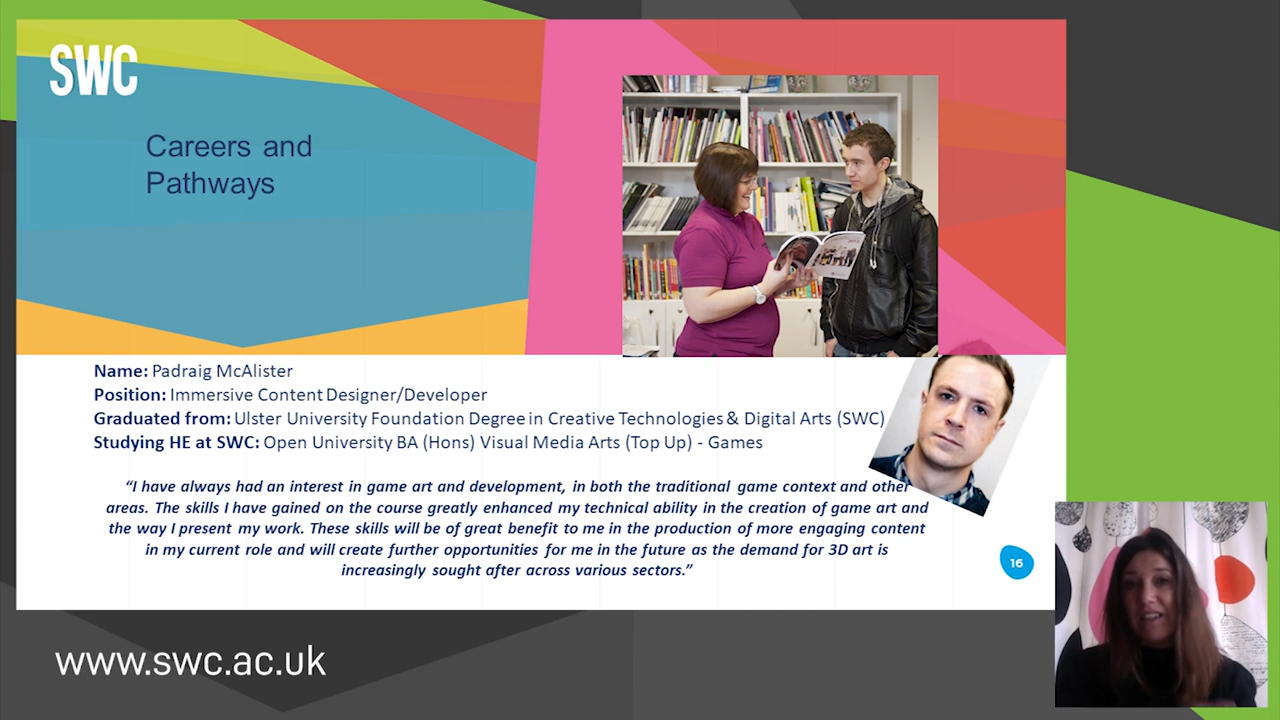 SWC
Careers and
Pathways
Name: Padraig McAlister
Position: Immersive Content Designer/Developer
Graduated from: Ulster University Foundation Degree in Creative Technologies & Digital Arts (SWC)
Studying HE at SWC: Open University BA (Hons) Visual Media Arts (Top Up) - Games
“I have always had an interest in game art and development, in both the traditional game context and other
areas. The skills I have gained on the course greatly enhanced my technical ability in the creation of game art and
the way I present my work. These skills will be of great benefit to me in the production of more engaging content
in my current role and will create further opportunities for me in the future as the demand for 3D art is
increasingly sought after across various sectors.”
16
www.swc.ac.uk